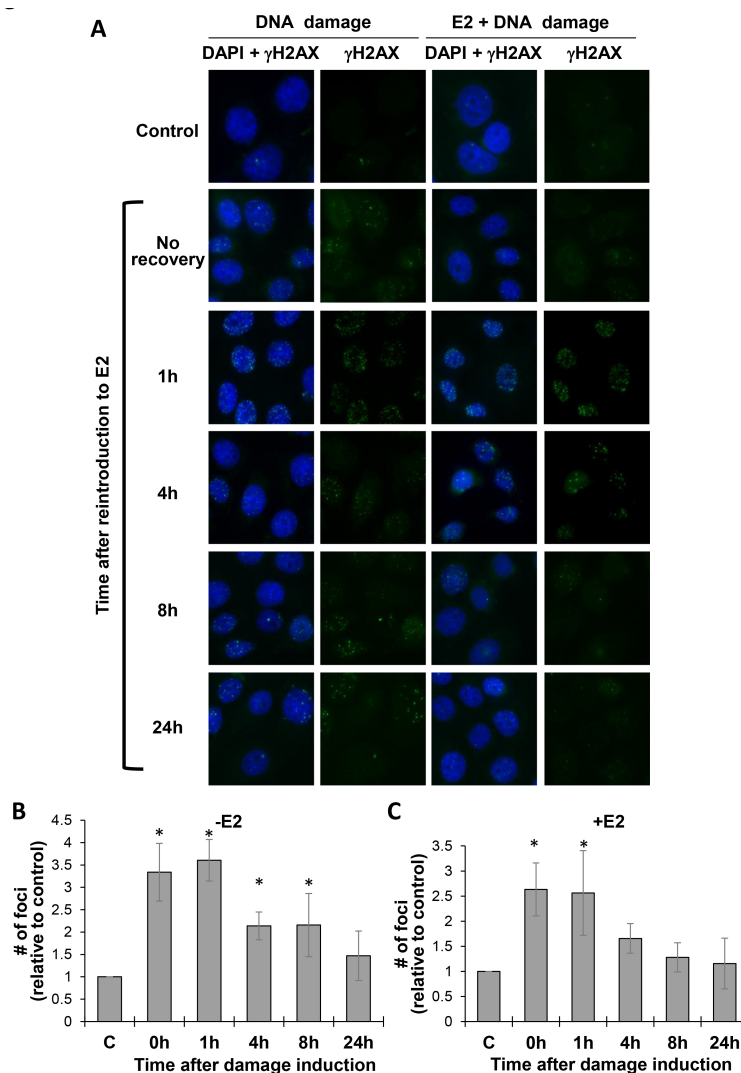 A
DNA damage
E2 + DNA damage
DAPI + γH2AX
γH2AX
DAPI + γH2AX
γH2AX
Control
No
recovery
1h
4h
8h
24h
Time after reintroduction to E2
B
-E2
# of foci
(relative to control)
4.5
4
3.5
3
2.5
2
1.5
1
0.5
0
*
*
*
*
C
0h
1h
4h
8h
24h
Time after damage induction
C
+E2
# of foci
(relative to control)
3.5
3
2.5
2
1.5
1
0.5
0
*
*
C
0h
1h
4h
8h
24h
Time after damage induction